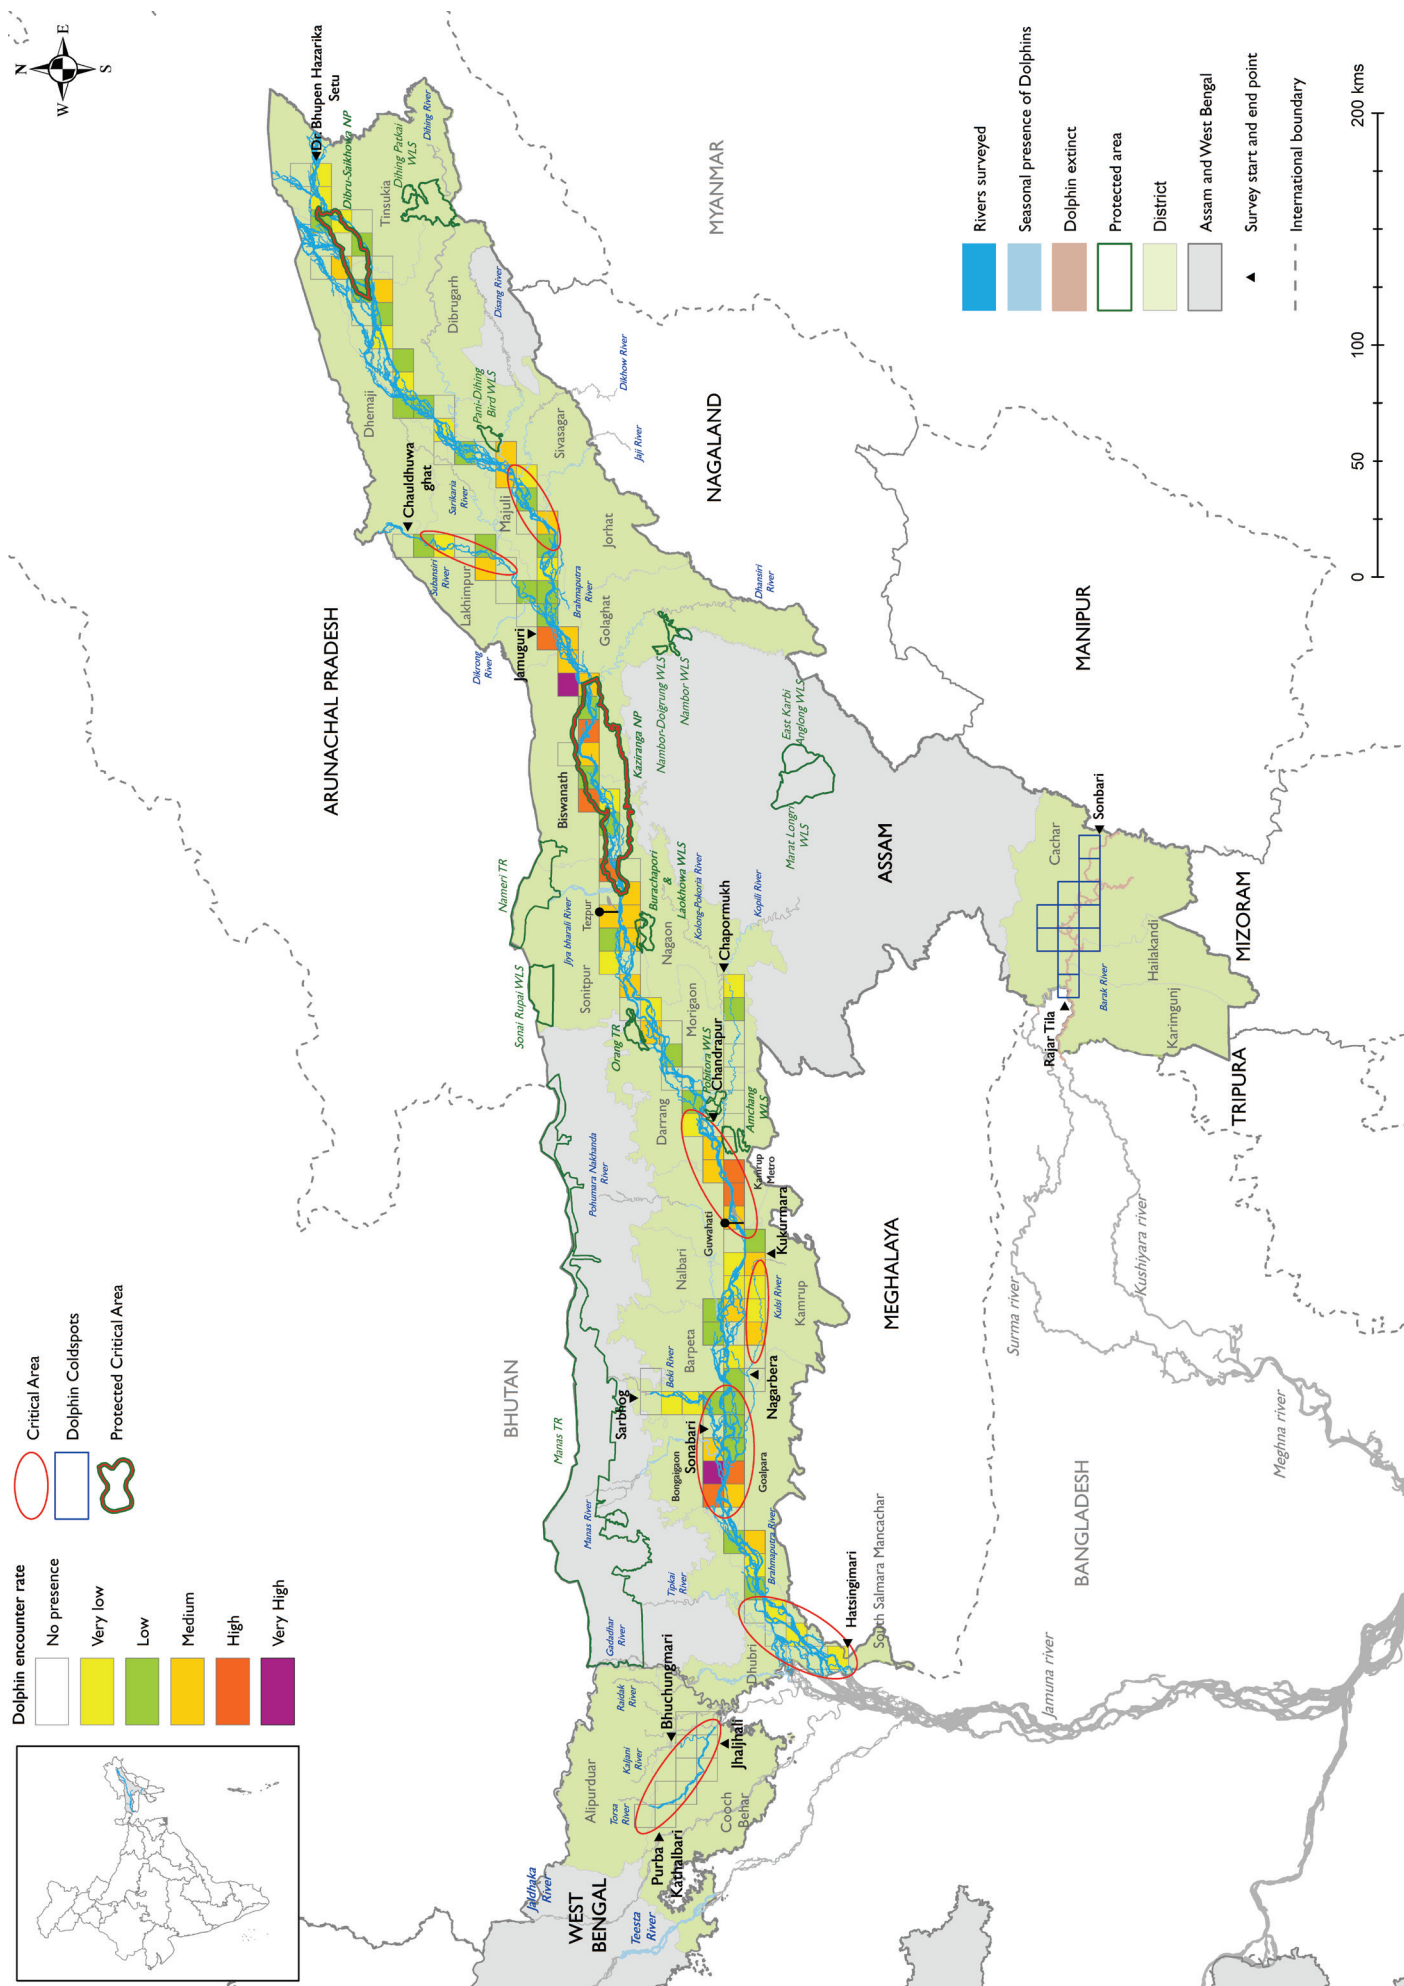 Dolphin encounter rate
No presence
Very low
Low
Medium
High
Very High
Critical Area
Dolphin Coldspots
Protected Critical Area
N
W
E
S
ARUNACHAL PRADESH
BHUTAN
WEST
BENGAL
MEGHALAYA
ASSAM
NAGALAND
MANIPUR
MIZORAM
TRIPURA
MYANMAR
BANGLADESH
Jaldhaka
River
Teesta
River
Alipurduar
Torsa
River
Kaljani
River
Raidak
River
Gadadhar
River
Purba
Kathalbari
Cooch
Behar
Bhuchungmari
Jhaljhali
Dhubri
Hatsingimari
South Salmara Mancachar
Tipkai
River
Manas River
Manas TR
Brahmaputra River
Bongaigaon
Goalpara
Sonabari
Sarbhog
Beki River
Barpeta
Nagarbera
Nalbari
Kulsi River
Kamrup
Kukurmara
Guwahati
Kamrup
Metro
Pohumara Nakhanda
River
Darrang
Amchang
WLS
Chandrapur
Pobitora WLS
Morigaon
Orang TR
Sonai Rupai WLS
Sonitpur
Jiya bharali River
Nameri TR
Tezpur
Nagaon
Burachapori
&
Laokhowa WLS
Kolong-Pokoria River
Chapormukh
Kopili River
Biswanath
Kaziranga NP
Marat Longri
WLS
East Karbi
Anglong WLS
Nambor-Doigrung WLS
Nambor WLS
Jamuguri
Dikrong
River
Lakhimpur
Subansiri
River
Chauldhuwa
ghat
Sarikaria
River
Majuli
Brahmaputra
River
Golaghat
Dhansiri
River
Jorhat
Jaji River
Sivasagar
Dikhow River
Pani-Dihing
Bird WLS
Dhemaji
Dibrugarh
Disang River
Tinsukia
Dihing Patkai
WLS
Dihing River
Dibru-Saikhowa NP
Dr. Bhupen Hazarika
Setu
Cachar
Sonbari
Hailakandi
Karimgunj
Barak River
Rajar Tila
Surma river
Kushiyara river
Meghna river
Jamuna river
Rivers surveyed
Seasonal presence of Dolphins
Dolphin extinct
Protected area
District
Assam and West Bengal
Survey start and end point
International boundary
0
50
100
200 kms